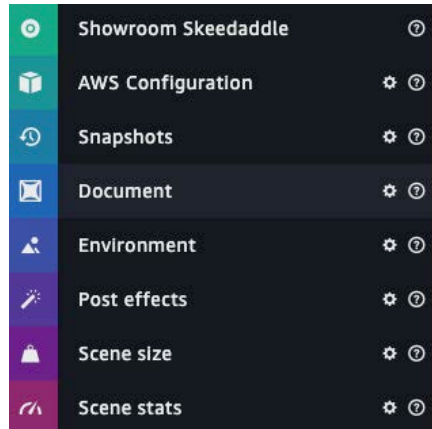 Showroom Skeedaddle
AWS Configuration
Snapshots
Document
Environment
Post effects
Scene size
Scene stats